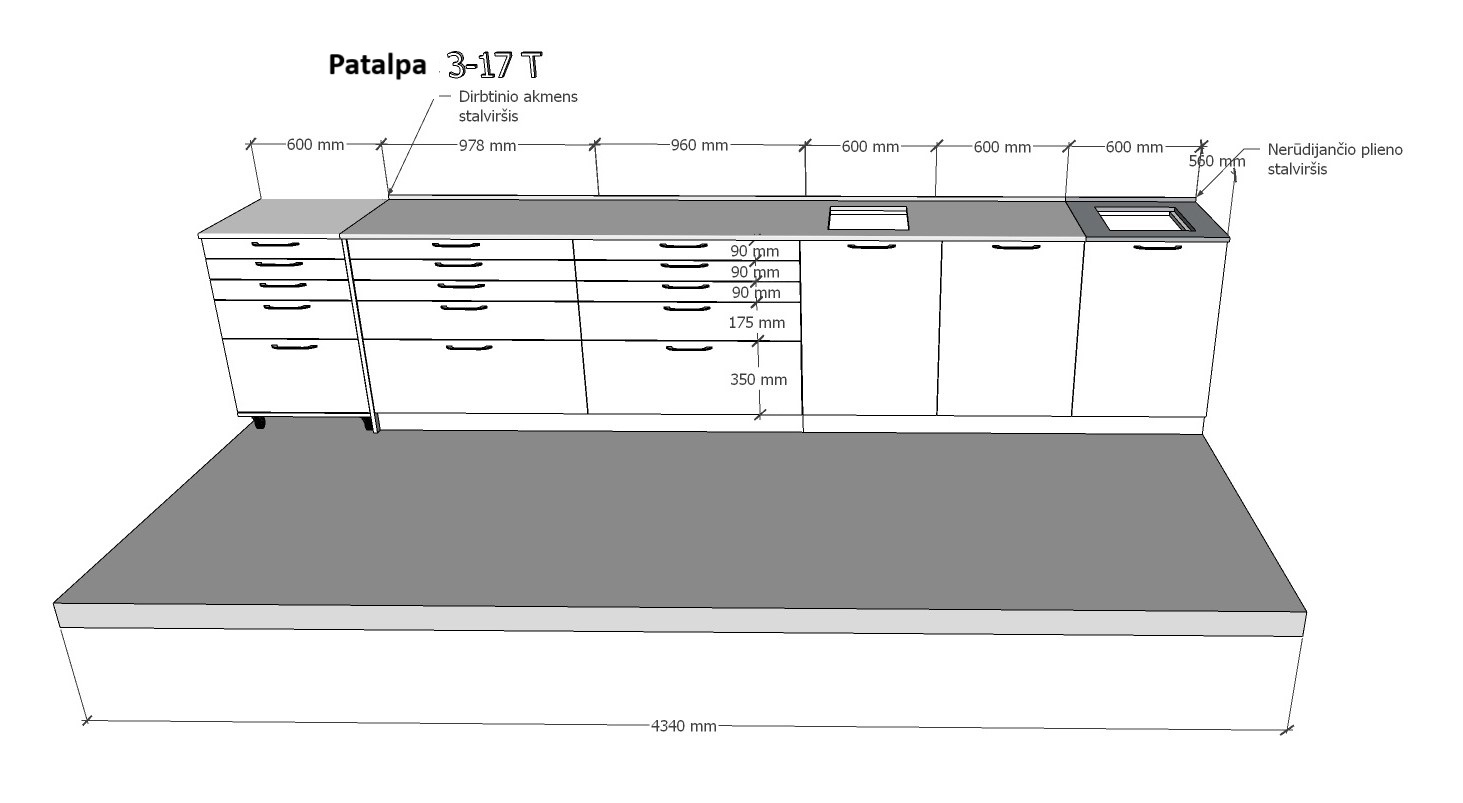 Patalpa 3-17 T
Dirbtinio akmens
stalviršis
600 mm 978 mm 960 mm 600 mm 600 mm 600 mm
560 mm
Nerūdijančio plieno
stalviršis
90 mm
90 mm
90 mm
175 mm
350 mm
4340 mm